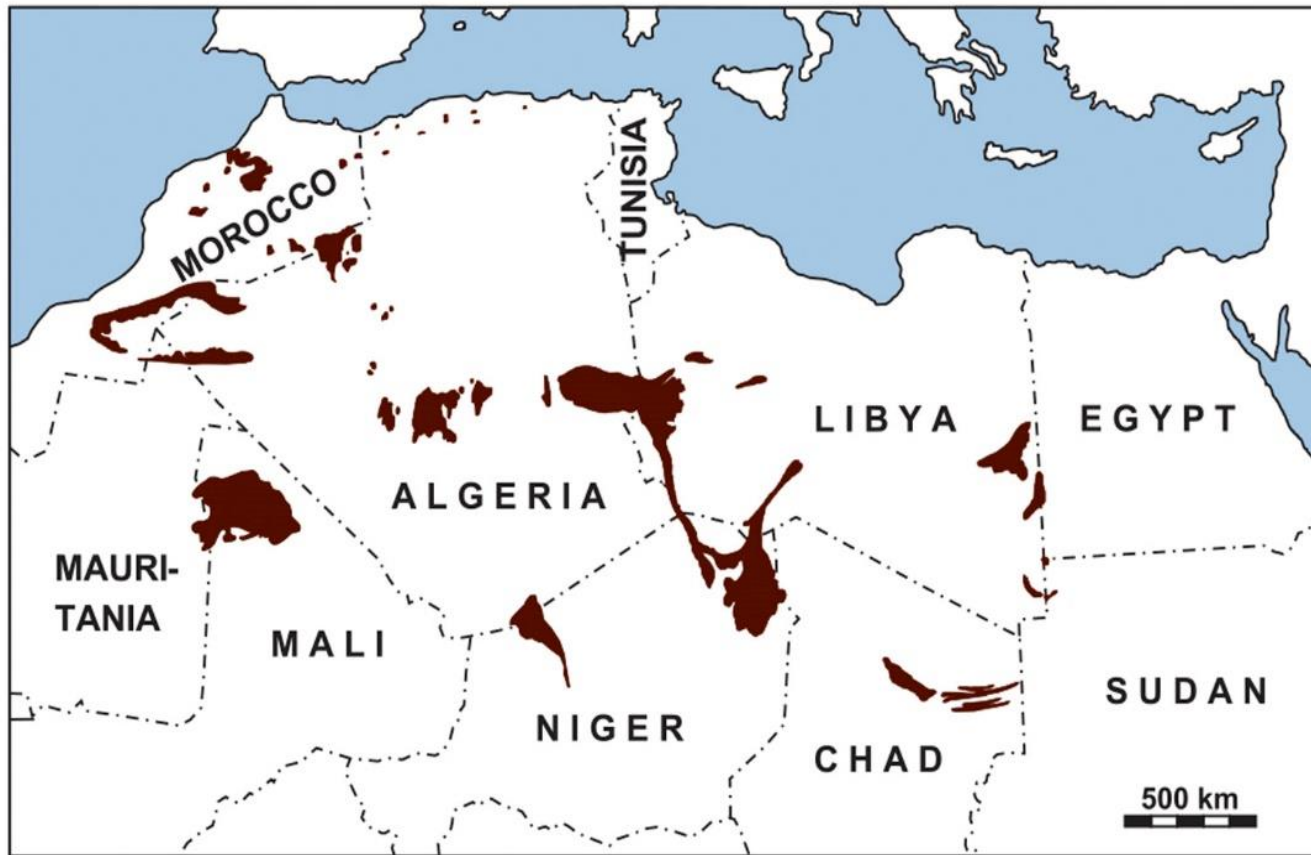 TUNISIA
MOROCCO
LIBYA
EGYPT
ALGERIA
MAURI-
TANIA
MALI
SUDAN
NIGER
CHAD
500 km